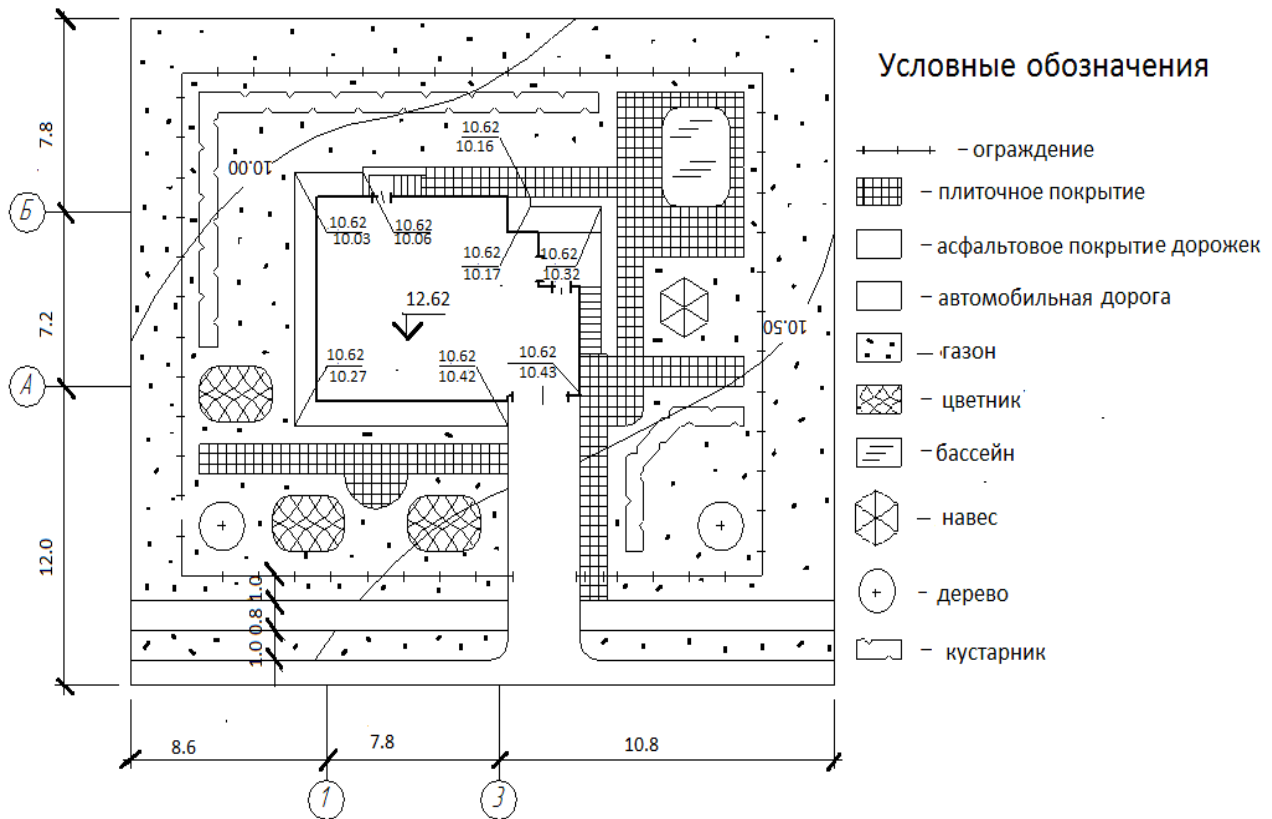 Условные обозначения
– ограждение
– плиточное покрытие
– асфальтовое покрытие дорожек
– автомобильная дорога
– газон
– цветник
– бассейн
– навес
– дерево
– кустарник
7.8
7.2
12.0
Б
А
10.00
10.50
10.62
10.16
10.62
10.03
10.62
10.06
10.62
10.17
10.62
10.32
12.62
10.62
10.27
10.62
10.42
10.62
10.43
1.0
0.8
1.0
8.6
7.8
10.8
1
3